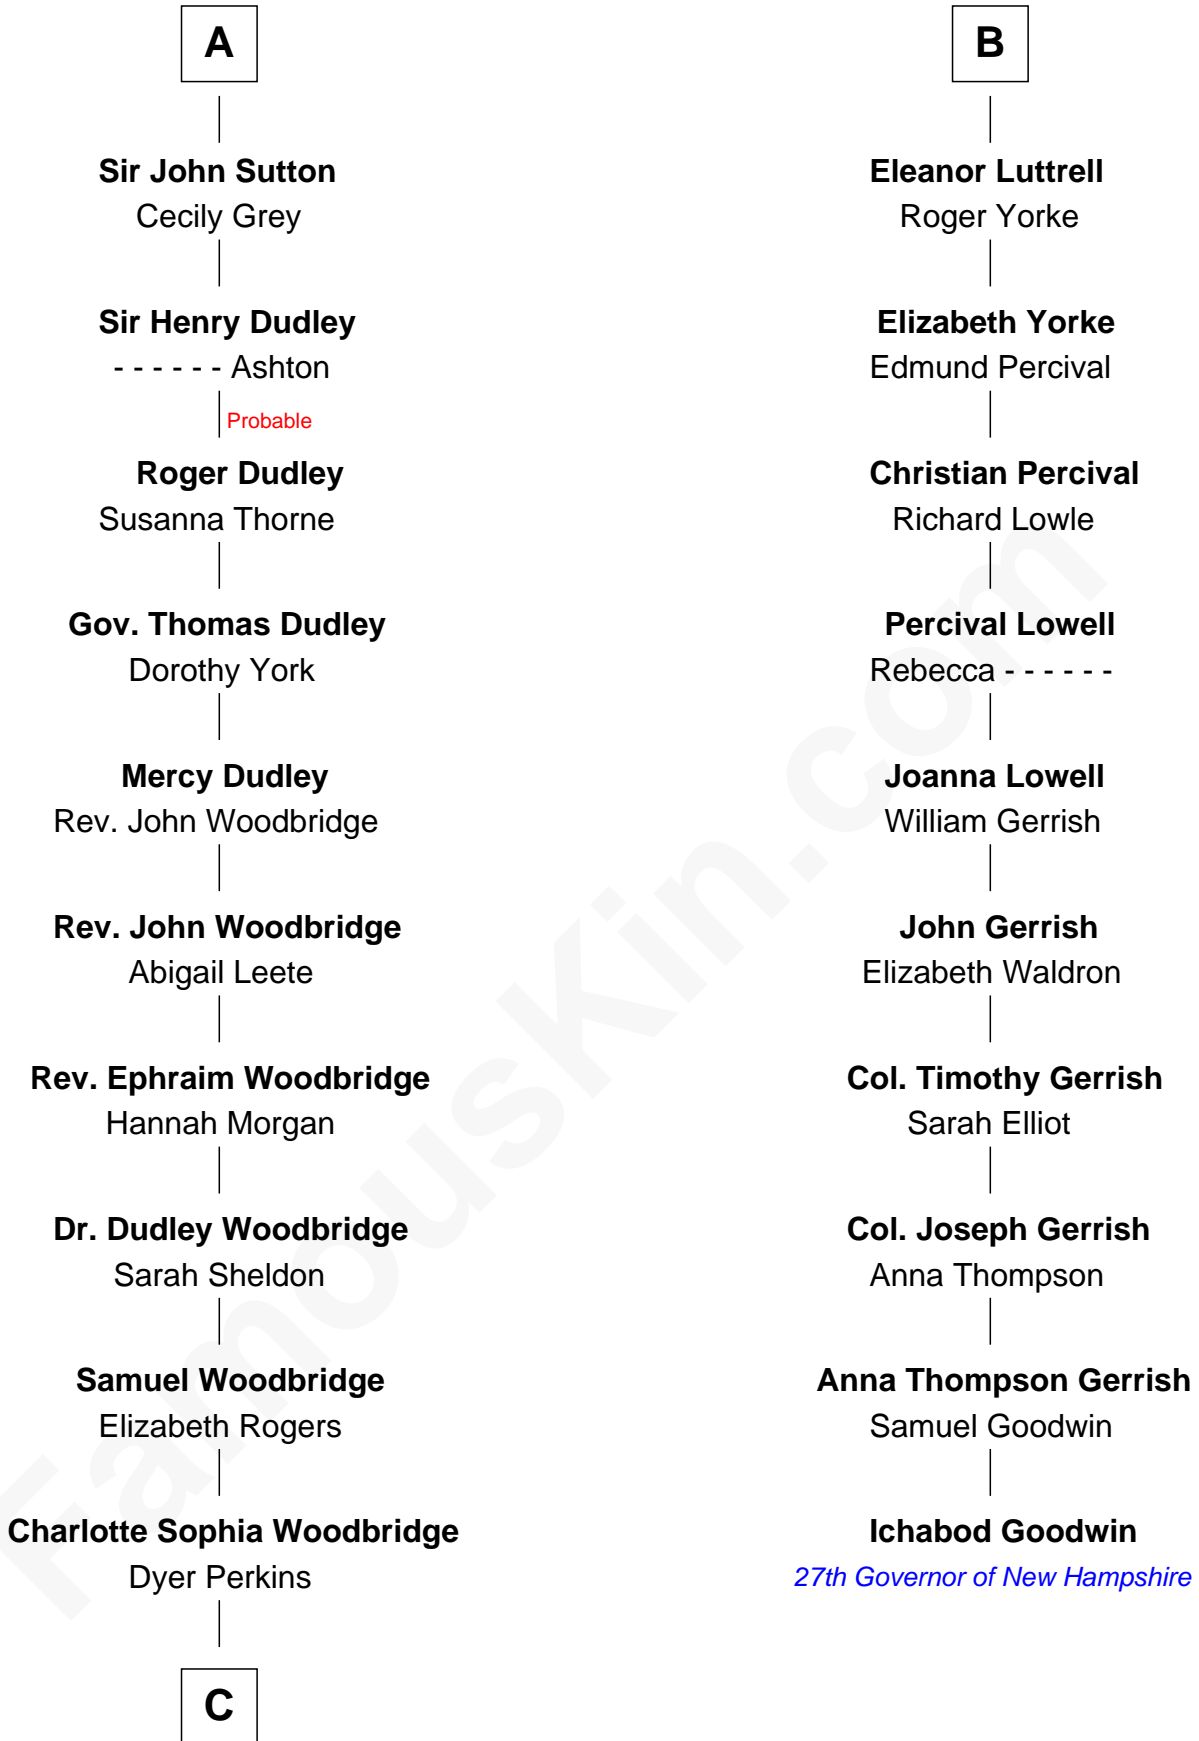 A
Sir John Sutton
Cecily Grey
Sir Henry Dudley
- - - - - - Ashton
Probable
Roger Dudley
Susanna Thorne
Gov. Thomas Dudley
Dorothy York
Mercy Dudley
Rev. John Woodbridge
Rev. John Woodbridge
Abigail Leete
Rev. Ephraim Woodbridge
Hannah Morgan
Dr. Dudley Woodbridge
Sarah Sheldon
Samuel Woodbridge
Elizabeth Rogers
Charlotte Sophia Woodbridge
Dyer Perkins
C
B
Eleanor Luttrell
Roger Yorke
Elizabeth Yorke
Edmund Percival
Christian Percival
Richard Lowle
Percival Lowell
Rebecca - - - - - -
Joanna Lowell
William Gerrish
John Gerrish
Elizabeth Waldron
Col. Timothy Gerrish
Sarah Elliot
Col. Joseph Gerrish
Anna Thompson
Anna Thompson Gerrish
Samuel Goodwin
Ichabod Goodwin
27th Governor of New Hampshire
FamousKin.com